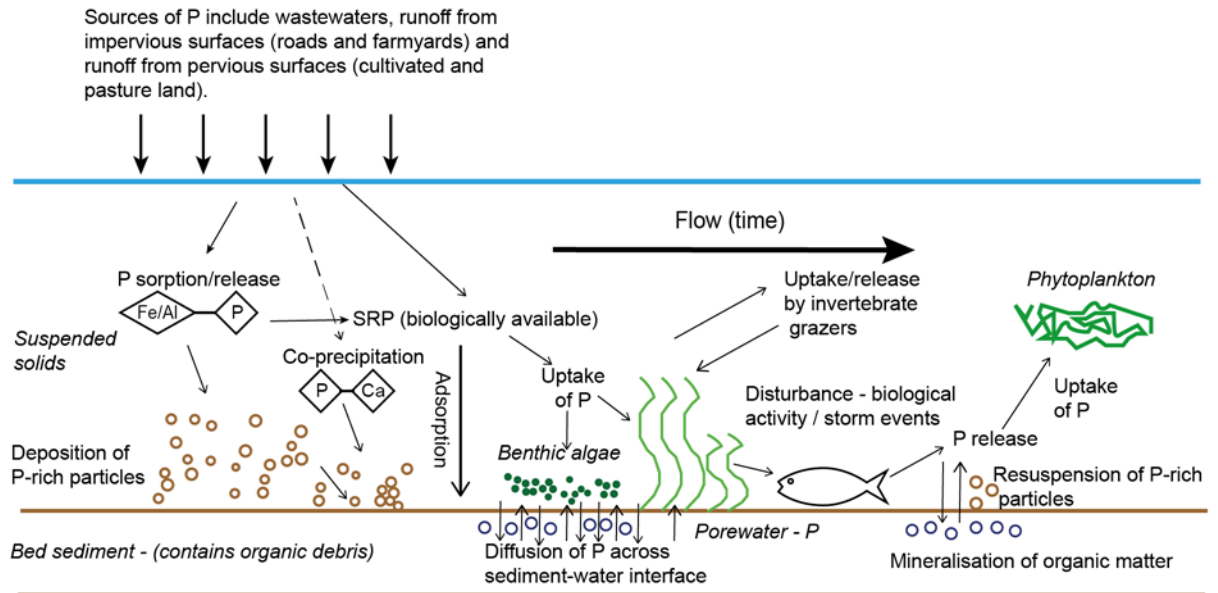 Sources of P include wastewaters, runoff from
impervious surfaces (roads and farmyards) and
runoff from pervious surfaces (cultivated and
pasture land).
Flow (time)
P sorption/release
Fe/Al
P
Suspended
solids
SRP (biologically available)
Co-precipitation
P
Ca
Adsorption
Uptake
of P
Uptake/release
by invertebrate
grazers
Phytoplankton
Uptake
of P
Disturbance - biological
activity / storm events
P release
Deposition of
P-rich particles
Benthic algae
Resuspension of P-rich
particles
Porewater - P
Bed sediment - (contains organic debris)
Diffusion of P across
sediment-water interface
Mineralisation of organic matter